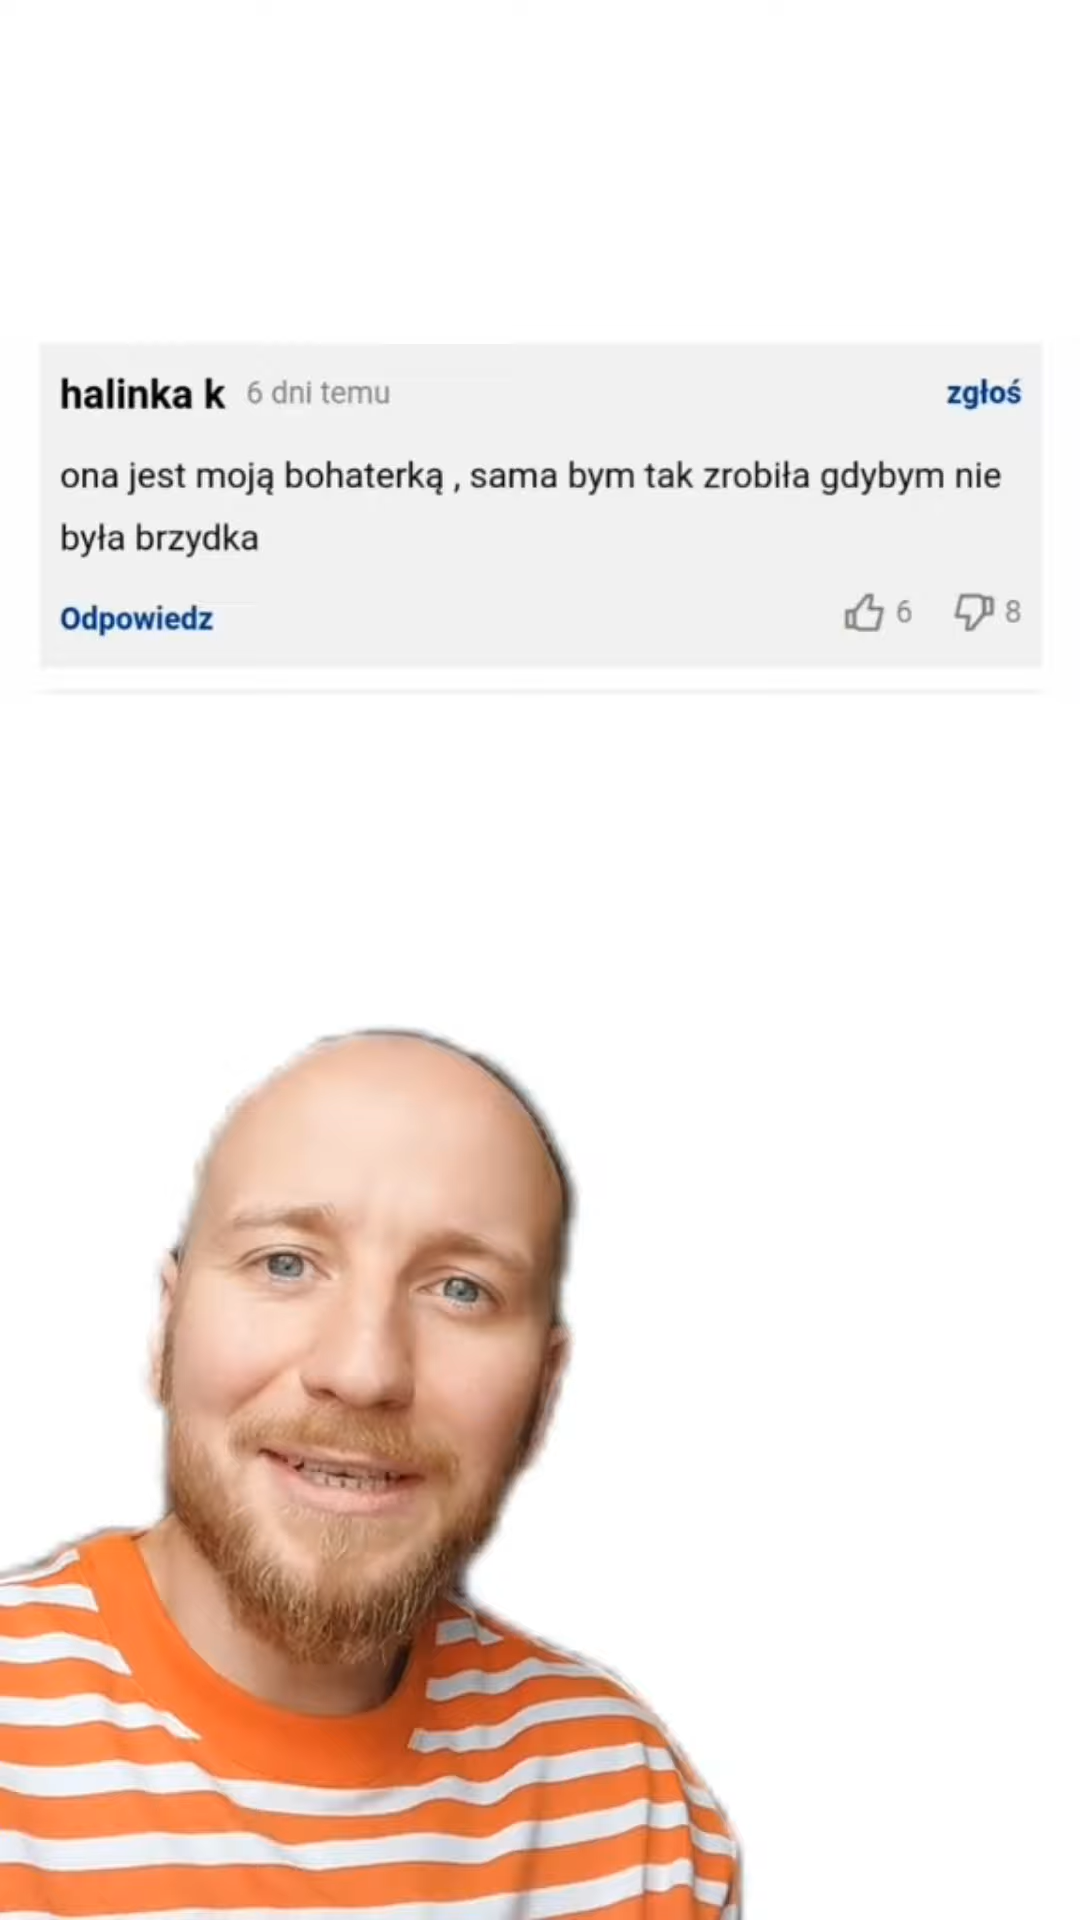 halinka k 6 dni temu zgłoś
ona jest moją bohaterką , sama bym tak zrobiła gdybym nie
była brzydka
Odpowiedz 6 8